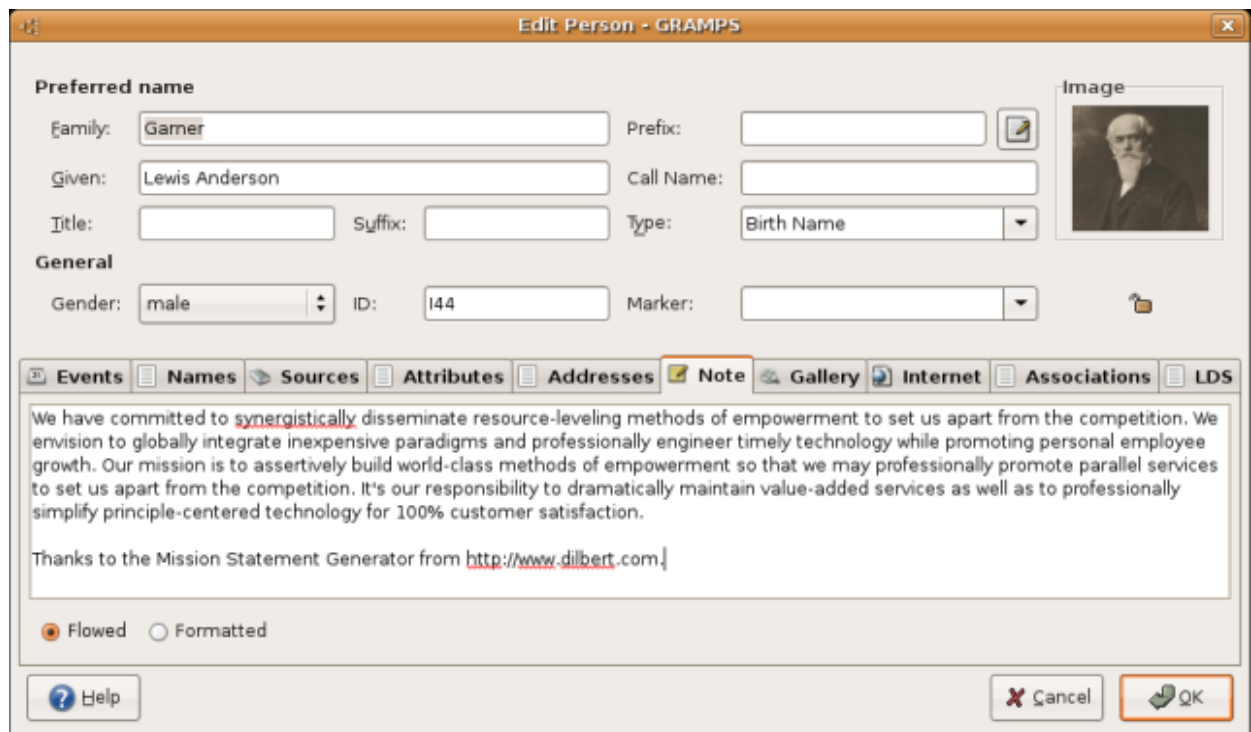 Edit Person - GRAMPS
Preferred name
Image
Family: Garner Prefix:
Given: Lewis Anderson Call Name:
Title: Suffix: Type: Birth Name
General
Gender: male ID: I44 Marker:
Events Names Sources Attributes Addresses Note Gallery Internet Associations LDS
We have committed to synergistically disseminate resource-leveling methods of empowerment to set us apart from the competition. We
envision to globally integrate inexpensive paradigms and professionally engineer timely technology while promoting personal employee
growth. Our mission is to assertively build world-class methods of empowerment so that we may professionally promote parallel services
to set us apart from the competition. It's our responsibility to dramatically maintain value-added services as well as to professionally
simplify principle-centered technology for 100% customer satisfaction.
Thanks to the Mission Statement Generator from http://www.dilbert.com.
Flowed Formatted
Help Cancel OK